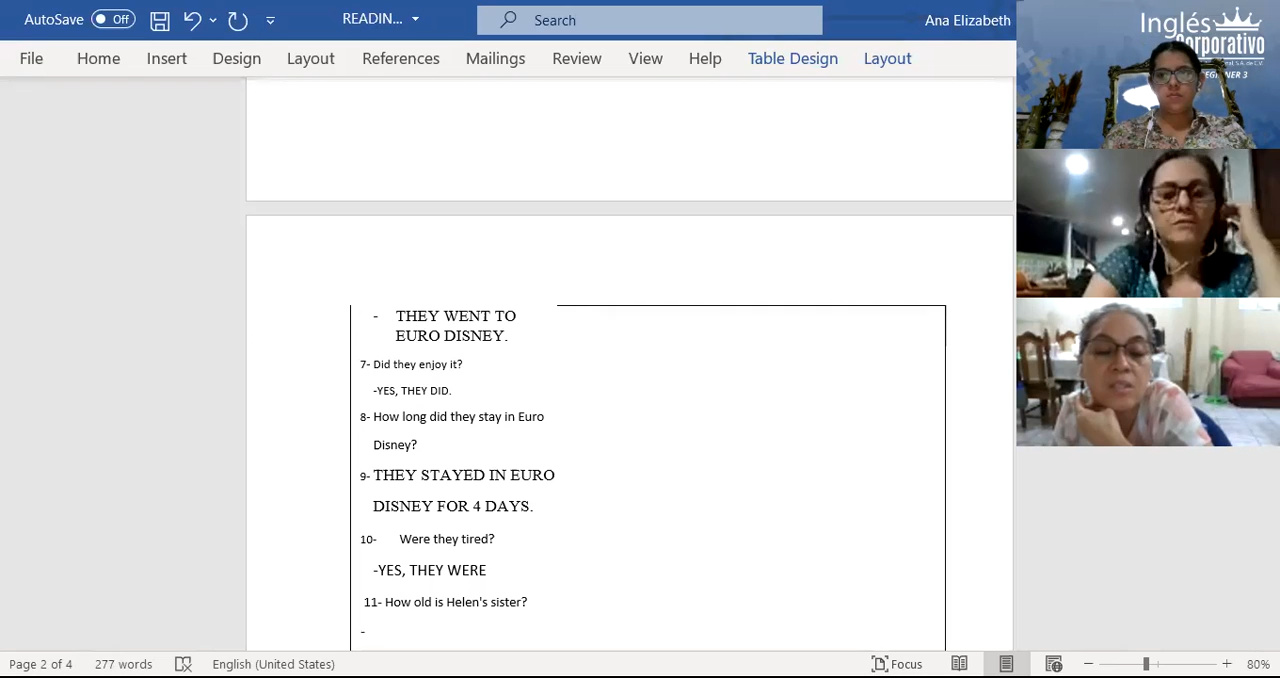 AutoSave Off READIN... Search Ana Elizabeth
File Home Insert Design Layout References Mailings Review View Help Table Design Layout
Inglés
Corporativo
- THEY WENT TO
EURO DISNEY.
7- Did they enjoy it?
-YES, THEY DID.
8- How long did they stay in Euro
Disney?
9- THEY STAYED IN EURO
DISNEY FOR 4 DAYS.
10- Were they tired?
-YES, THEY WERE
11- How old is Helen's sister?
-
Page 2 of 4 277 words English (United States) Focus 80%